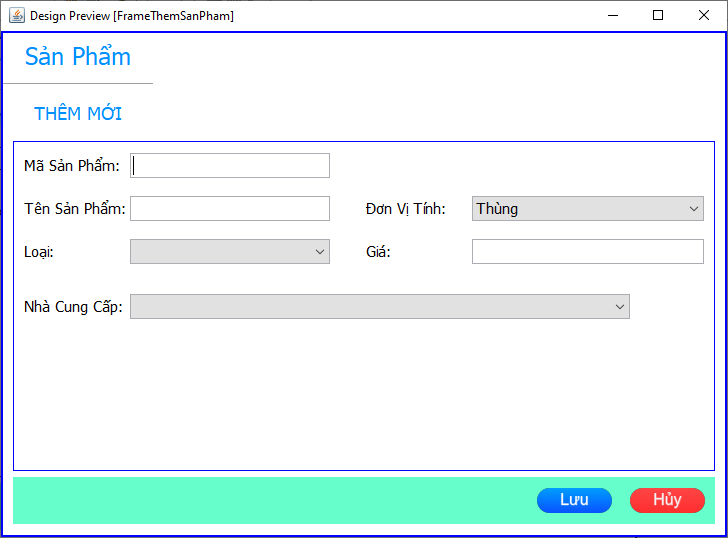 Design Preview [FrameThemSanPham]
Sản Phẩm
THÊM MỚI
Mã Sản Phẩm:
Tên Sản Phẩm: Đơn Vị Tính: Thùng
Loại: Giá:
Nhà Cung Cấp:
Lưu Hủy